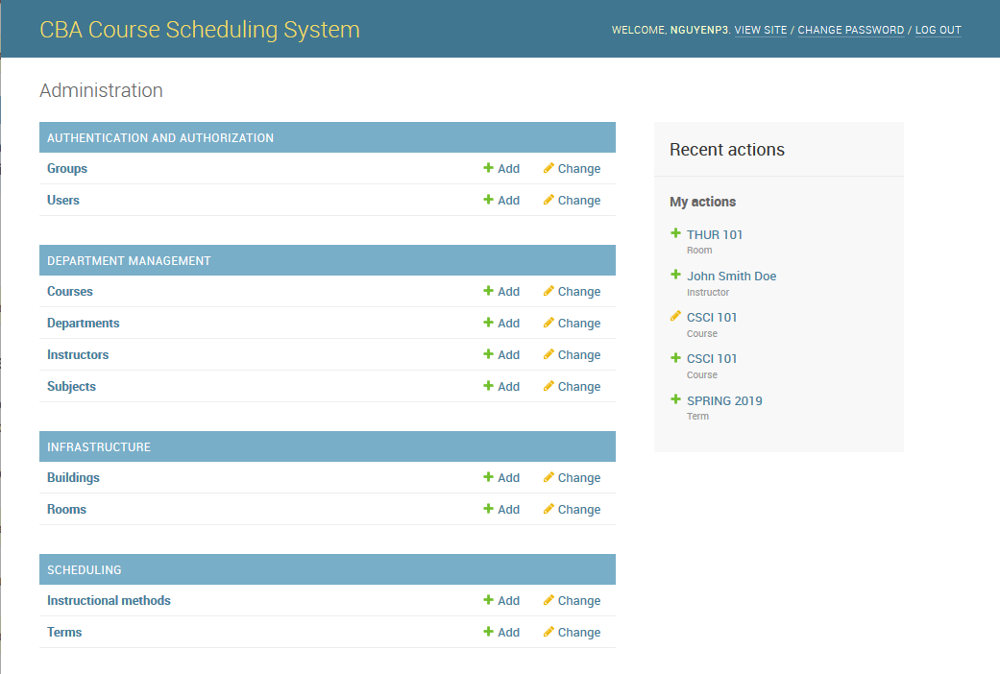 CBA Course Scheduling System
WELCOME, NGUYENP3. VIEW SITE / CHANGE PASSWORD / LOG OUT
Administration
AUTHENTICATION AND AUTHORIZATION
Groups Add Change
Users Add Change
DEPARTMENT MANAGEMENT
Courses Add Change
Departments Add Change
Instructors Add Change
Subjects Add Change
INFRASTRUCTURE
Buildings Add Change
Rooms Add Change
SCHEDULING
Instructional methods Add Change
Terms Add Change
Recent actions
My actions
THUR 101
Room
John Smith Doe
Instructor
CSCI 101
Course
CSCI 101
Course
SPRING 2019
Term